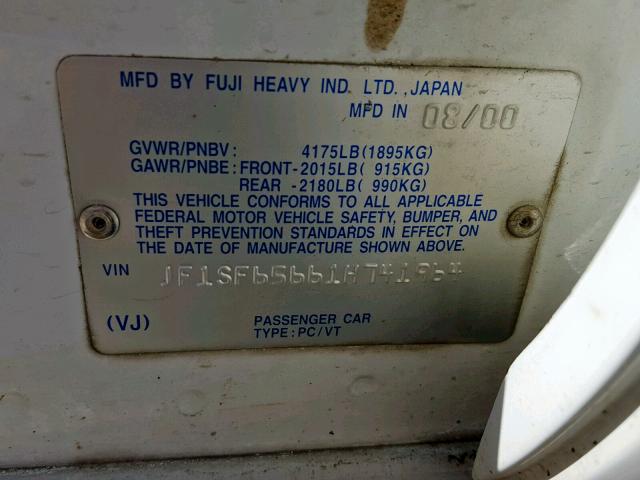 MFD BY FUJI HEAVY IND. LTD., JAPAN
MFD IN 08/00
GVWR/PNBV: 4175LB(1895KG)
GAWR/PNBE: FRONT-2015LB( 915KG)
REAR -2180LB( 990KG)
THIS VEHICLE CONFORMS TO ALL APPLICABLE
FEDERAL MOTOR VEHICLE SAFETY, BUMPER, AND
THEFT PREVENTION STANDARDS IN EFFECT ON
THE DATE OF MANUFACTURE SHOWN ABOVE.
VIN JF1SF65661H741964
(VJ) PASSENGER CAR
TYPE: PC/VT